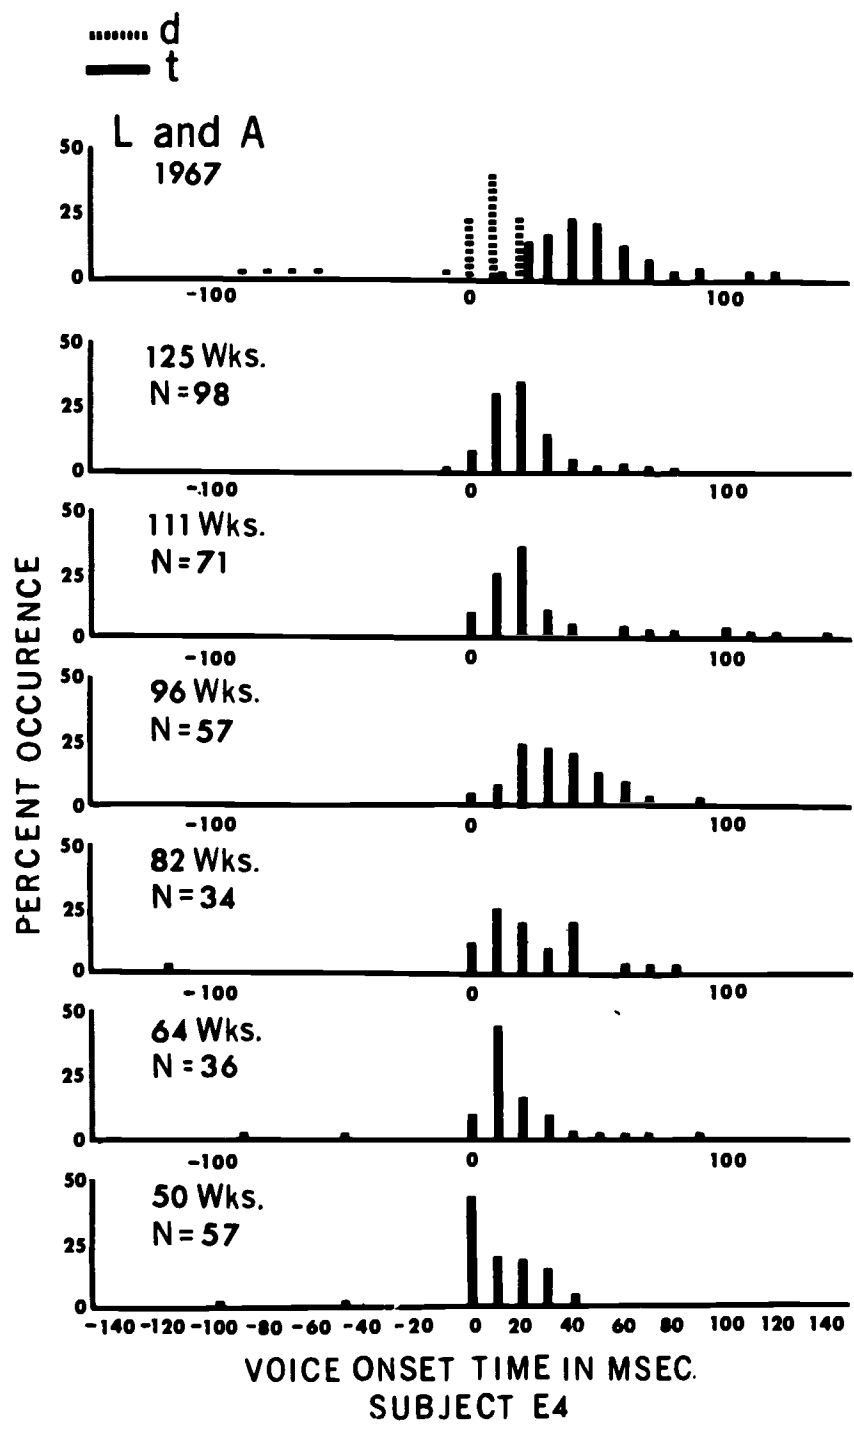 d
t
L and A
1967
50
25
0
-100 0 100
125 Wks.
N=98
50
25
0
-.100 0 100
111 Wks.
N=71
50
25
0
-100 0 100
96 Wks.
N=57
50
25
0
-100 0 100
82 Wks.
N=34
50
25
0
-100 0 100
64 Wks.
N=36
50
25
0
-100 0 100
50 Wks.
N=57
50
25
0
-140 -120 -100 -80 -60 -40 -20 0 20 40 60 80 100 120 140
PERCENT OCCURENCE
VOICE ONSET TIME IN MSEC.
SUBJECT E4